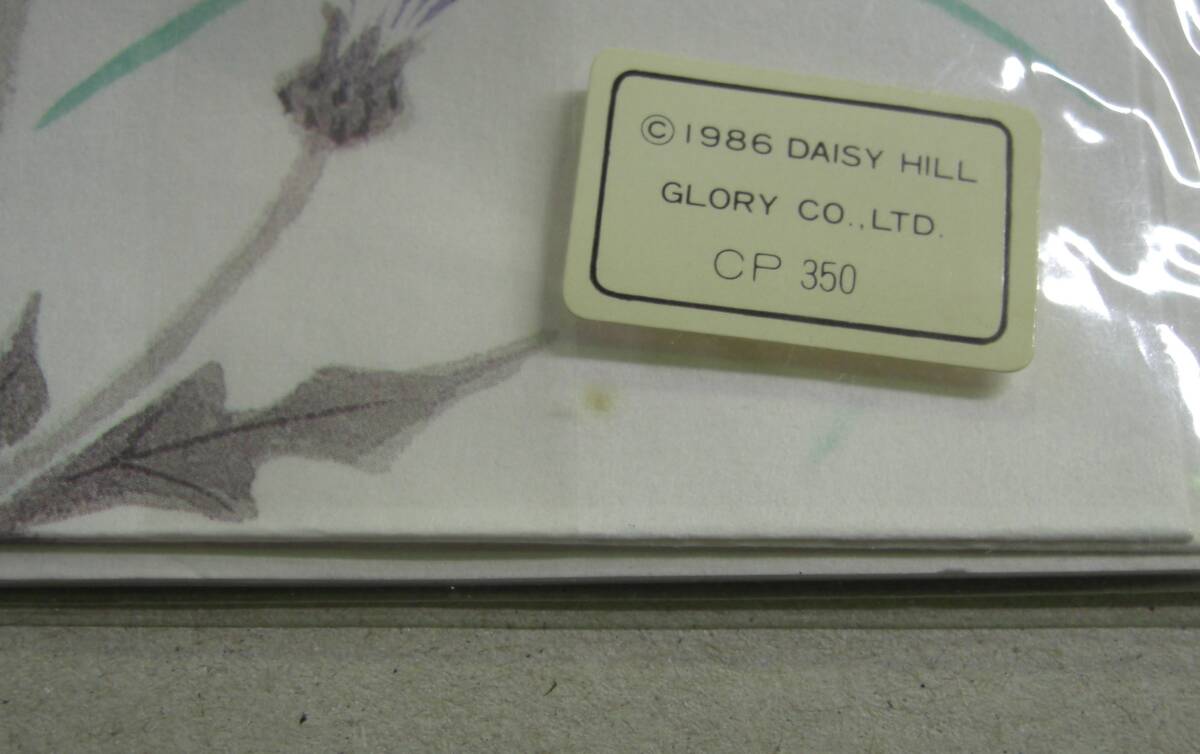 ©1986 DAISY HILL
GLORY CO.,LTD.
CP 350